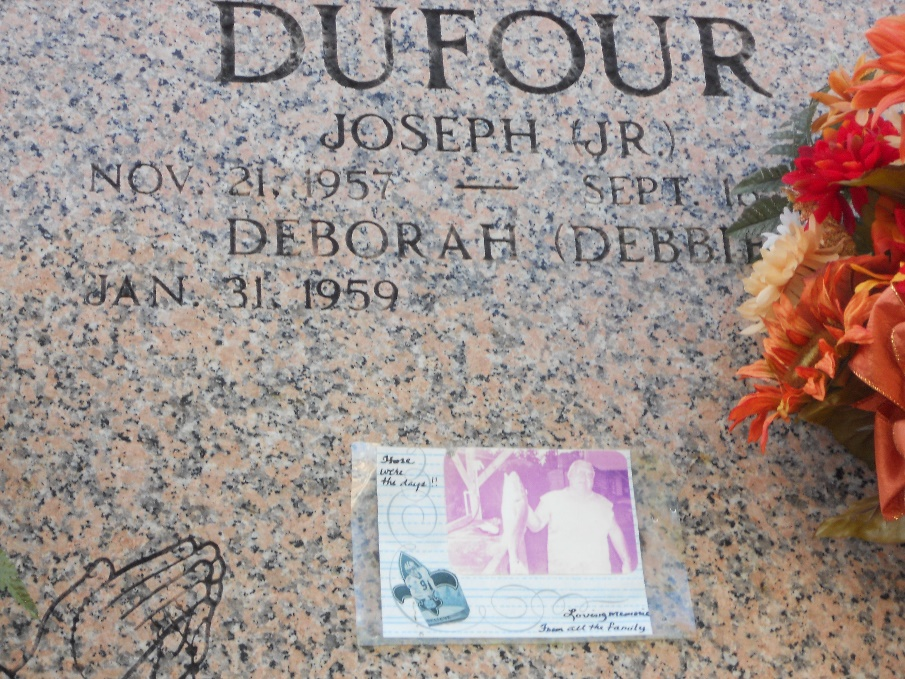 DUFOUR
JOSEPH (JR)
NOV 21, 1957 — SEPT.
DEBORAH (DEBBIE
JAN. 31, 1959
Those
were
the days!!
Loving memories
From all the family